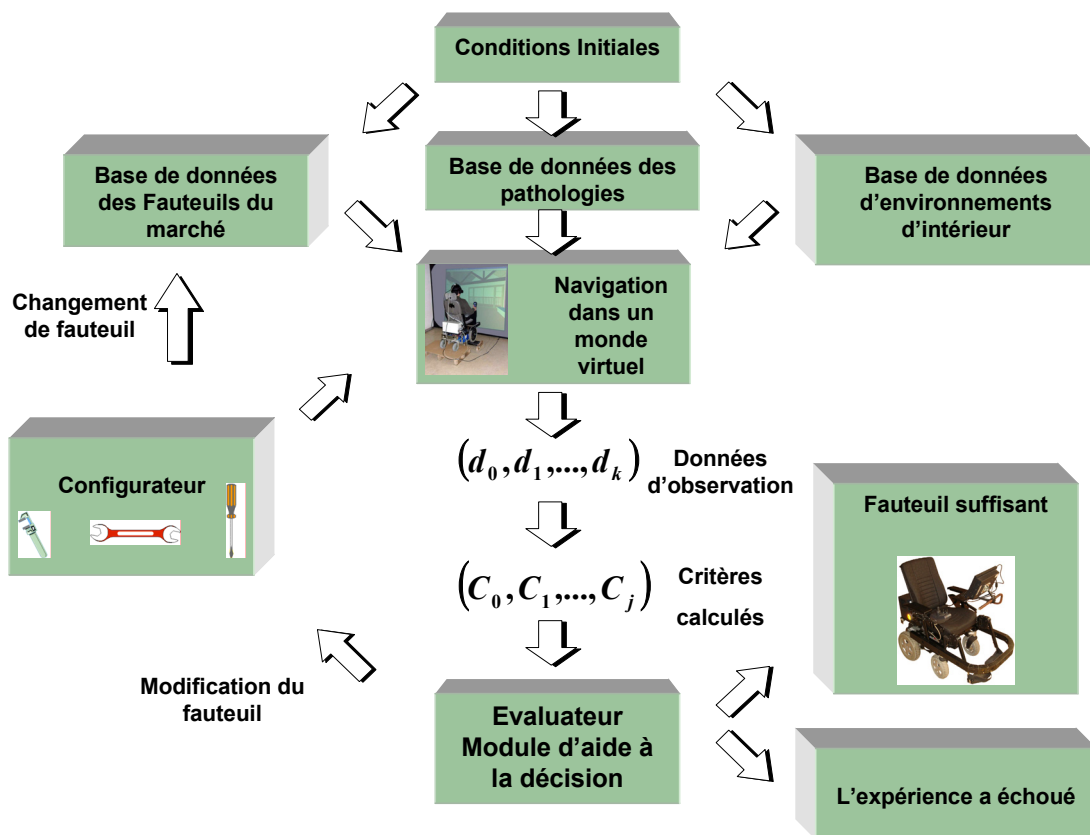 Conditions Initiales
Base de données
des Fauteuils du
marché
Base de données des
pathologies
Base de données
d’environnements
d’intérieur
Changement
de fauteuil
Navigation
dans un
monde
virtuel
Configurateur
(d₀, d₁,..., dₖ)
Données
d’observation
Fauteuil suffisant
(C₀, C₁,..., Cⱼ)
Critères
calculés
Modification du
fauteuil
Evaluateur
Module d’aide à
la décision
L’expérience a échoué